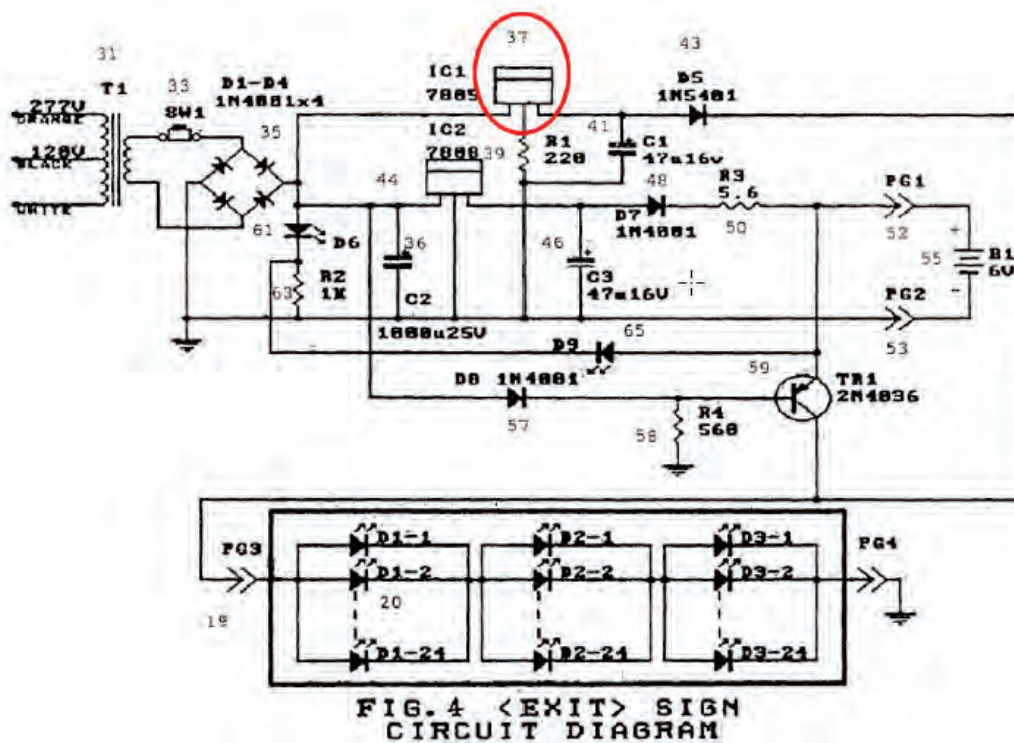 31
T1
277V
ORANGE
120V
BLACK
WHITE
33
SW1
D1-D4
1N4001x4
35
37
IC1
7805
IC2
7808
39
R1
220
41
C1
47u16v
43
D5
1N5401
44
36
C2
1000u25V
46
C3
47u16V
48
D7
1N4001
R3
5.6
50
PG1
52
55
+
B1
6V
-
PG2
53
61
D6
63
R2
1K
65
D9
D8 1N4001
57
58
R4
560
59
TR1
2N4036
PG3
19
D1-1
D1-2
20
D1-24
D2-1
D2-2
D2-24
D3-1
D3-2
D3-24
PG4
FIG.4 <EXIT> SIGN
CIRCUIT DIAGRAM